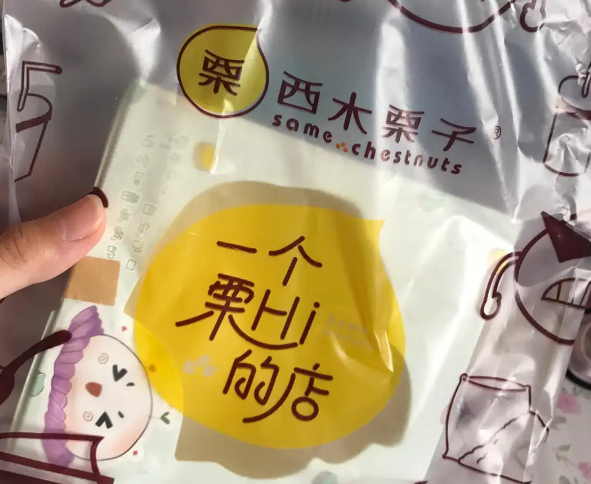 栗
西木栗子®
same chestnuts
一个
栗Hi
的店